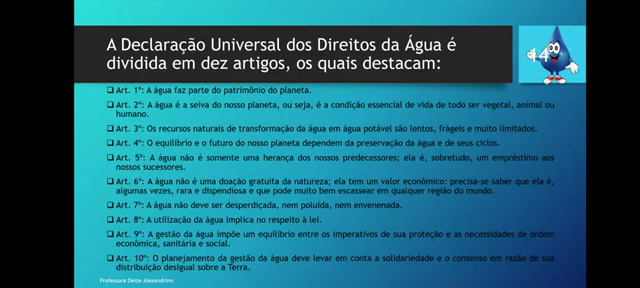 A Declaração Universal dos Direitos da Água é
dividida em dez artigos, os quais destacam:
44
Art. 1º: A água faz parte do patrimônio do planeta.
Art. 2º: A água é a seiva do nosso planeta, ou seja, é a condição essencial de vida de todo ser vegetal, animal ou
humano.
Art. 3º: Os recursos naturais de transformação da água em água potável são lentos, frágeis e muito limitados.
Art. 4º: O equilíbrio e o futuro do nosso planeta dependem da preservação da água e de seus ciclos.
Art. 5º: A água não é somente uma herança dos nossos predecessores; ela é, sobretudo, um empréstimo aos
nossos sucessores.
Art. 6º: A água não é uma doação gratuita da natureza; ela tem um valor econômico: precisa-se saber que ela é,
algumas vezes, rara e dispendiosa e que pode muito bem escassear em qualquer região do mundo.
Art. 7º: A água não deve ser desperdiçada, nem poluída, nem envenenada.
Art. 8º: A utilização da água implica no respeito à lei.
Art. 9º: A gestão da água impõe um equilíbrio entre os imperativos de sua proteção e as necessidades de ordem
econômica, sanitária e social.
Art. 10º: O planejamento da gestão da água deve levar em conta a solidariedade e o consenso em razão de sua
distribuição desigual sobre a Terra.
Professora Deize Alexandrino